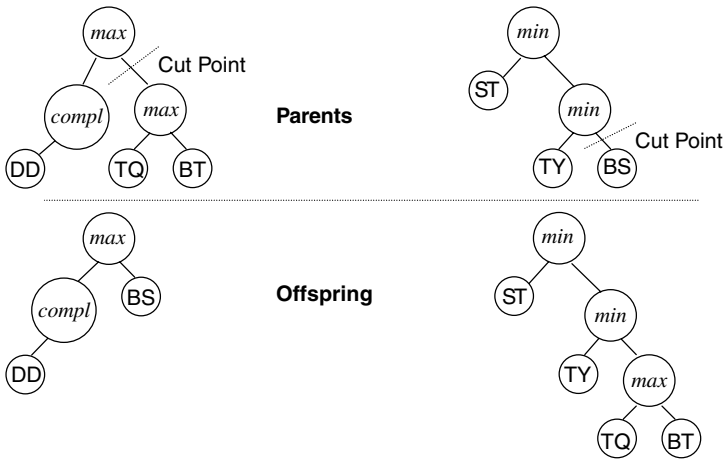 max
min
Cut Point
ST
compl
max
Parents
min
Cut Point
DD
TQ
BT
TY
BS
max
min
BS
Offspring
ST
compl
min
DD
TY
max
TQ
BT